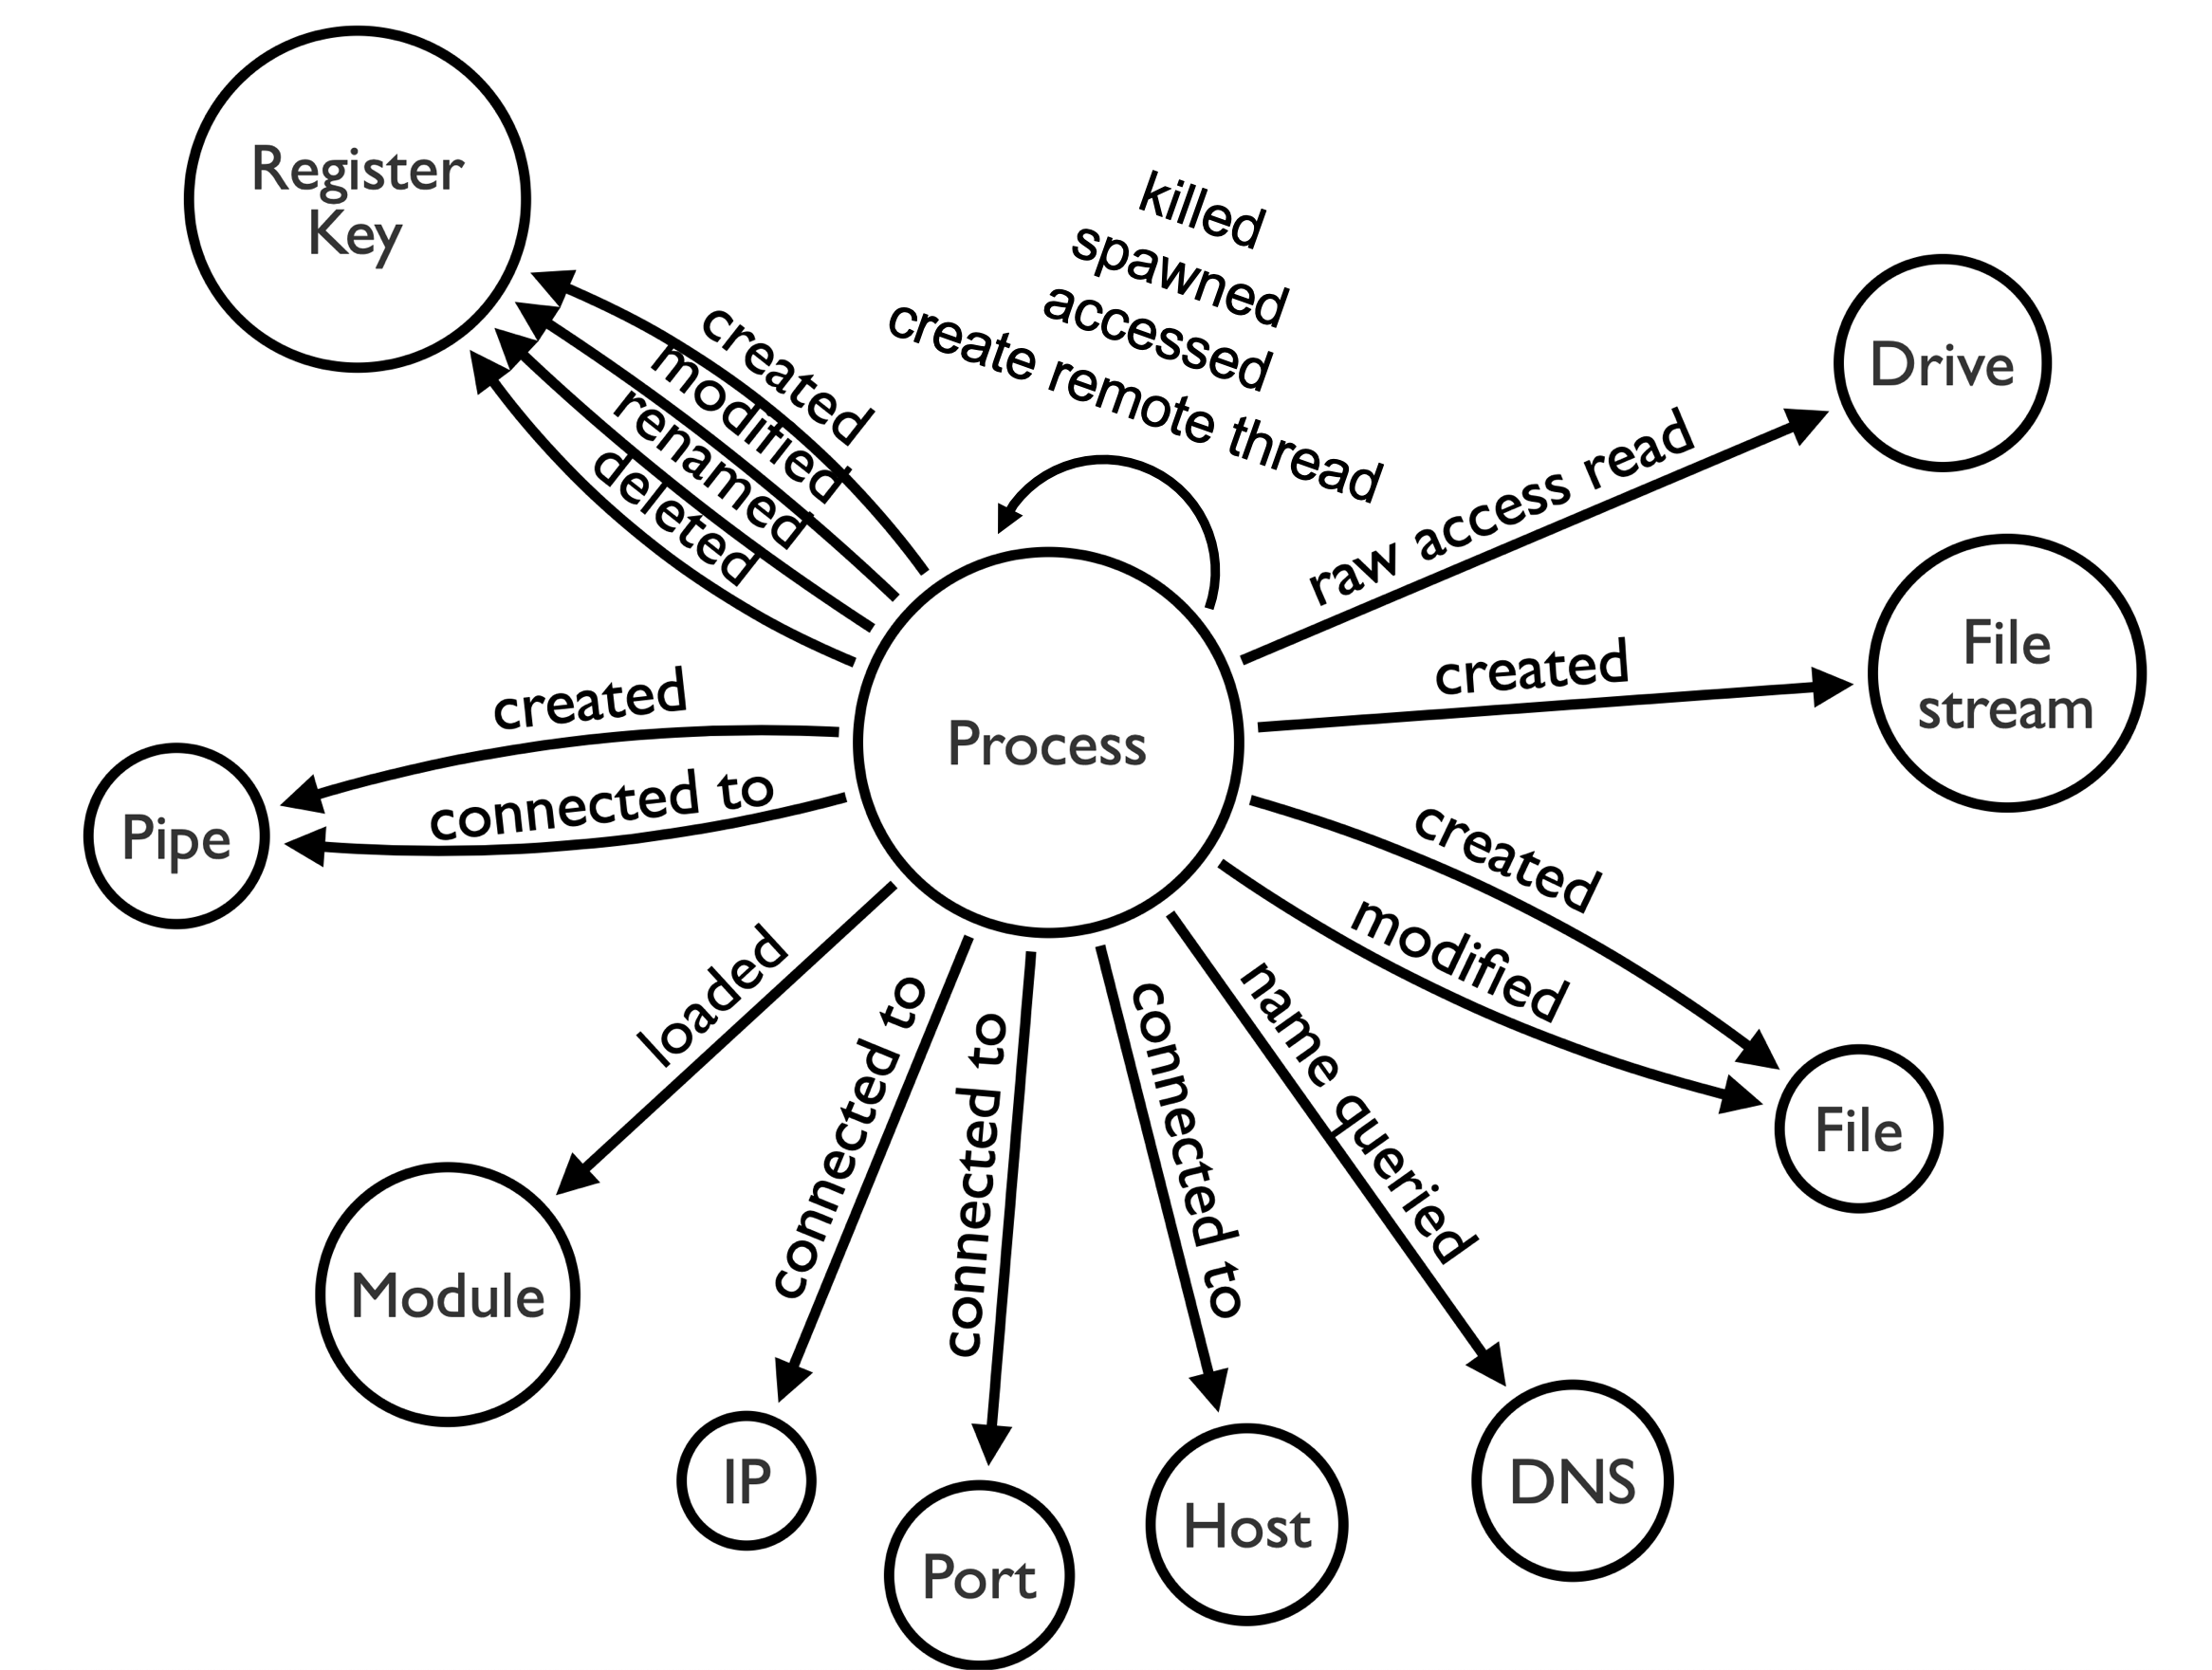 Register
Key
killed
spawned
accessed
create remote thread
created
modified
renamed
deleted
Drive
raw access read
File
stream
created
Process
created
connected to
Pipe
created
modified
File
loaded
connected to
connected to
connected to
name queried
Module
IP
Port
Host
DNS